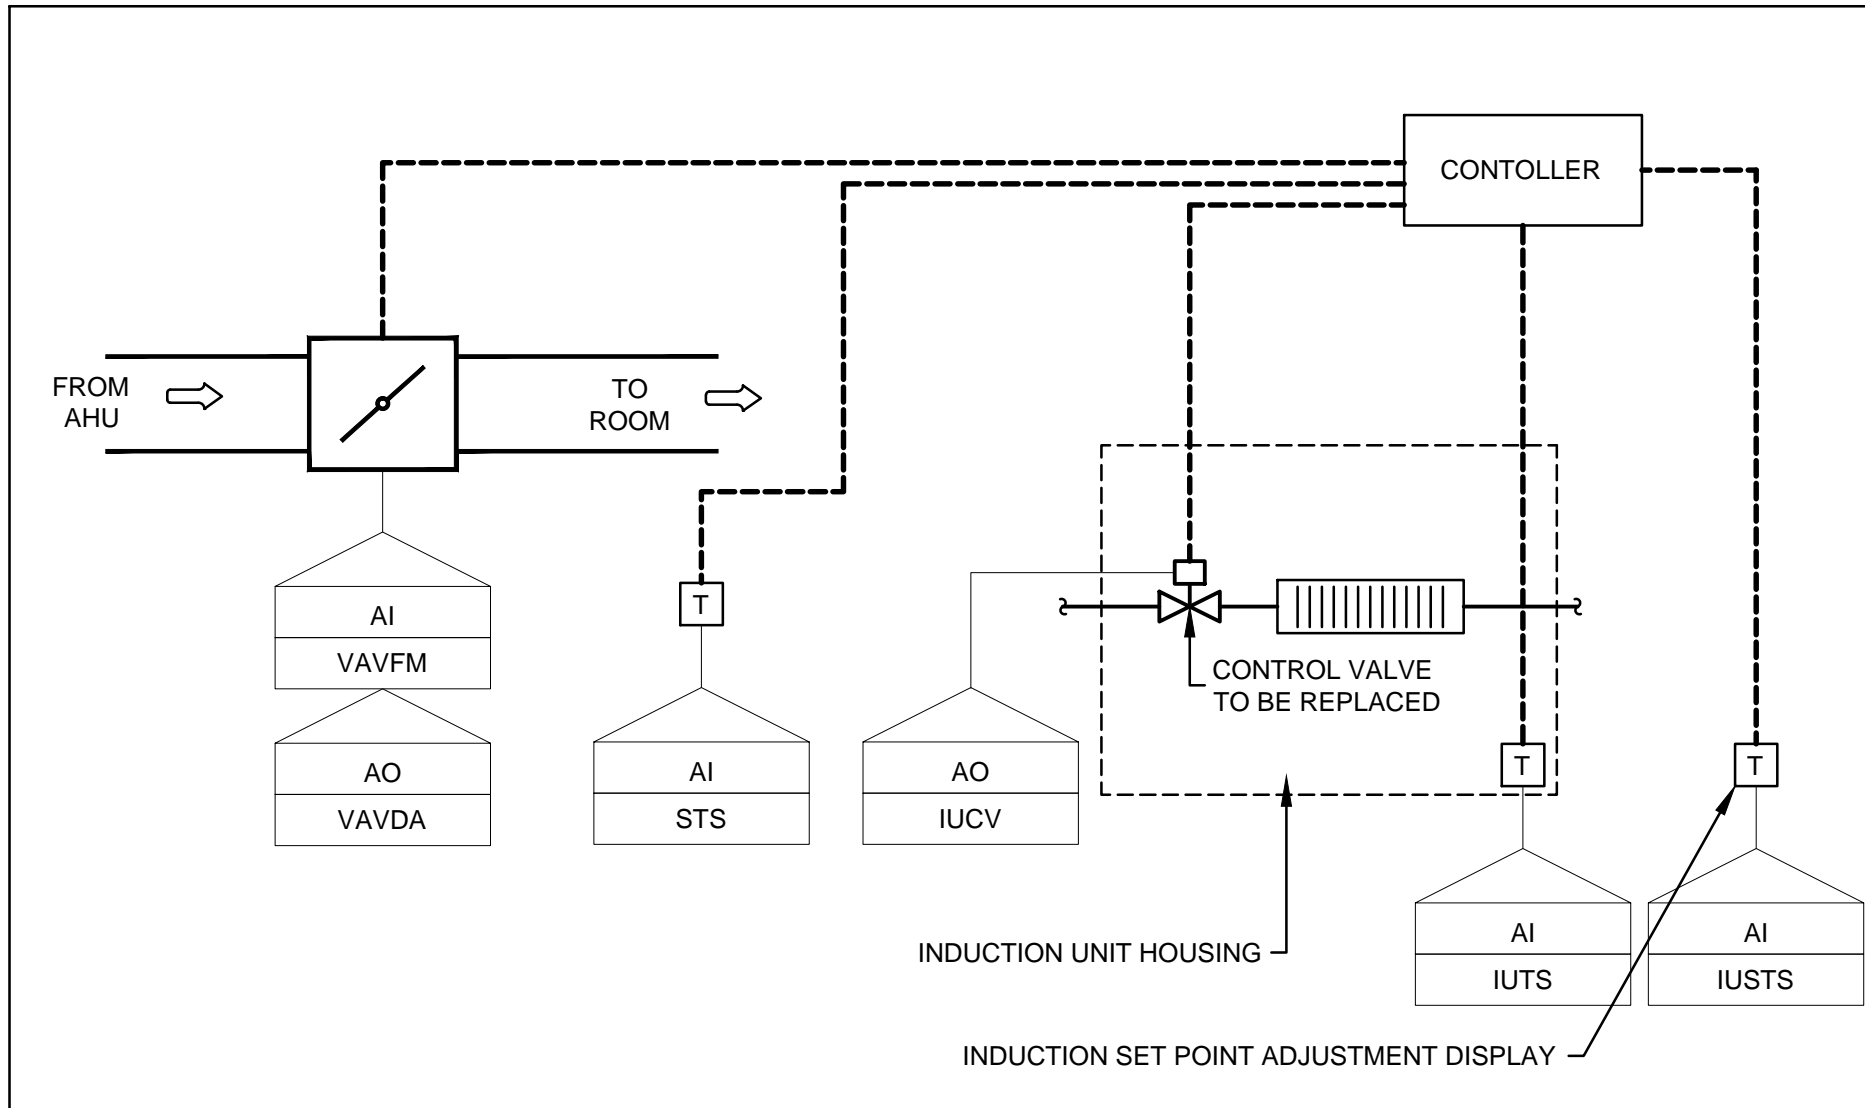 CONTOLLER
FROM
AHU
TO
ROOM
T
AI
VAVFM
AO
VAVDA
AI
STS
AO
IUCV
CONTROL VALVE
TO BE REPLACED
T
T
INDUCTION UNIT HOUSING
AI
IUTS
AI
IUSTS
INDUCTION SET POINT ADJUSTMENT DISPLAY